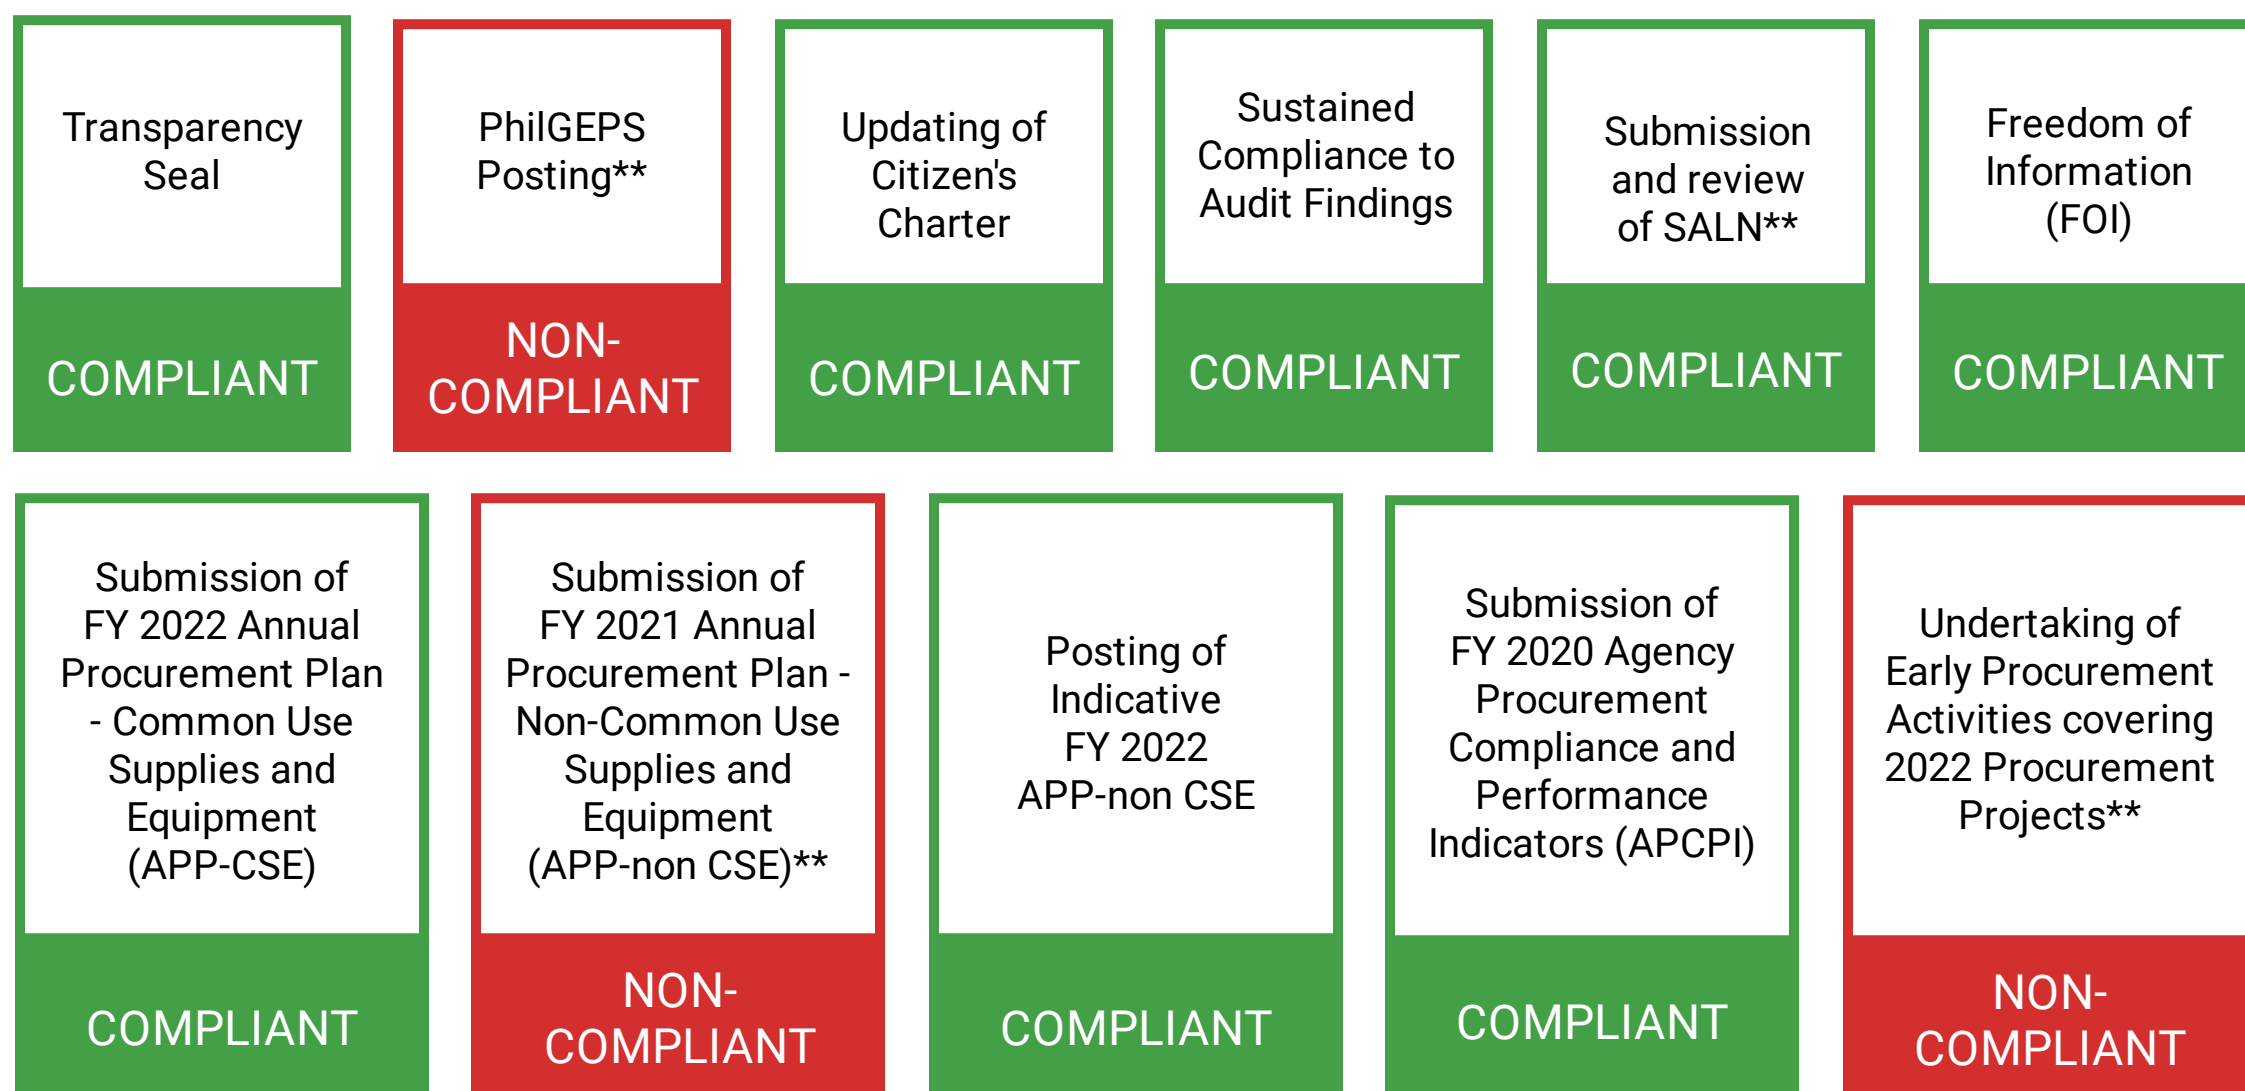 Transparency
Seal
COMPLIANT
PhilGEPS
Posting**
NON-
COMPLIANT
Updating of
Citizen's
Charter
COMPLIANT
Sustained
Compliance to
Audit Findings
COMPLIANT
Submission
and review
of SALN**
COMPLIANT
Freedom of
Information
(FOI)
COMPLIANT
Submission of
FY 2022 Annual
Procurement Plan
- Common Use
Supplies and
Equipment
(APP-CSE)
COMPLIANT
Submission of
FY 2021 Annual
Procurement Plan -
Non-Common Use
Supplies and
Equipment
(APP-non CSE)**
NON-
COMPLIANT
Posting of
Indicative
FY 2022
APP-non CSE
COMPLIANT
Submission of
FY 2020 Agency
Procurement
Compliance and
Performance
Indicators (APCPI)
COMPLIANT
Undertaking of
Early Procurement
Activities covering
2022 Procurement
Projects**
NON-
COMPLIANT